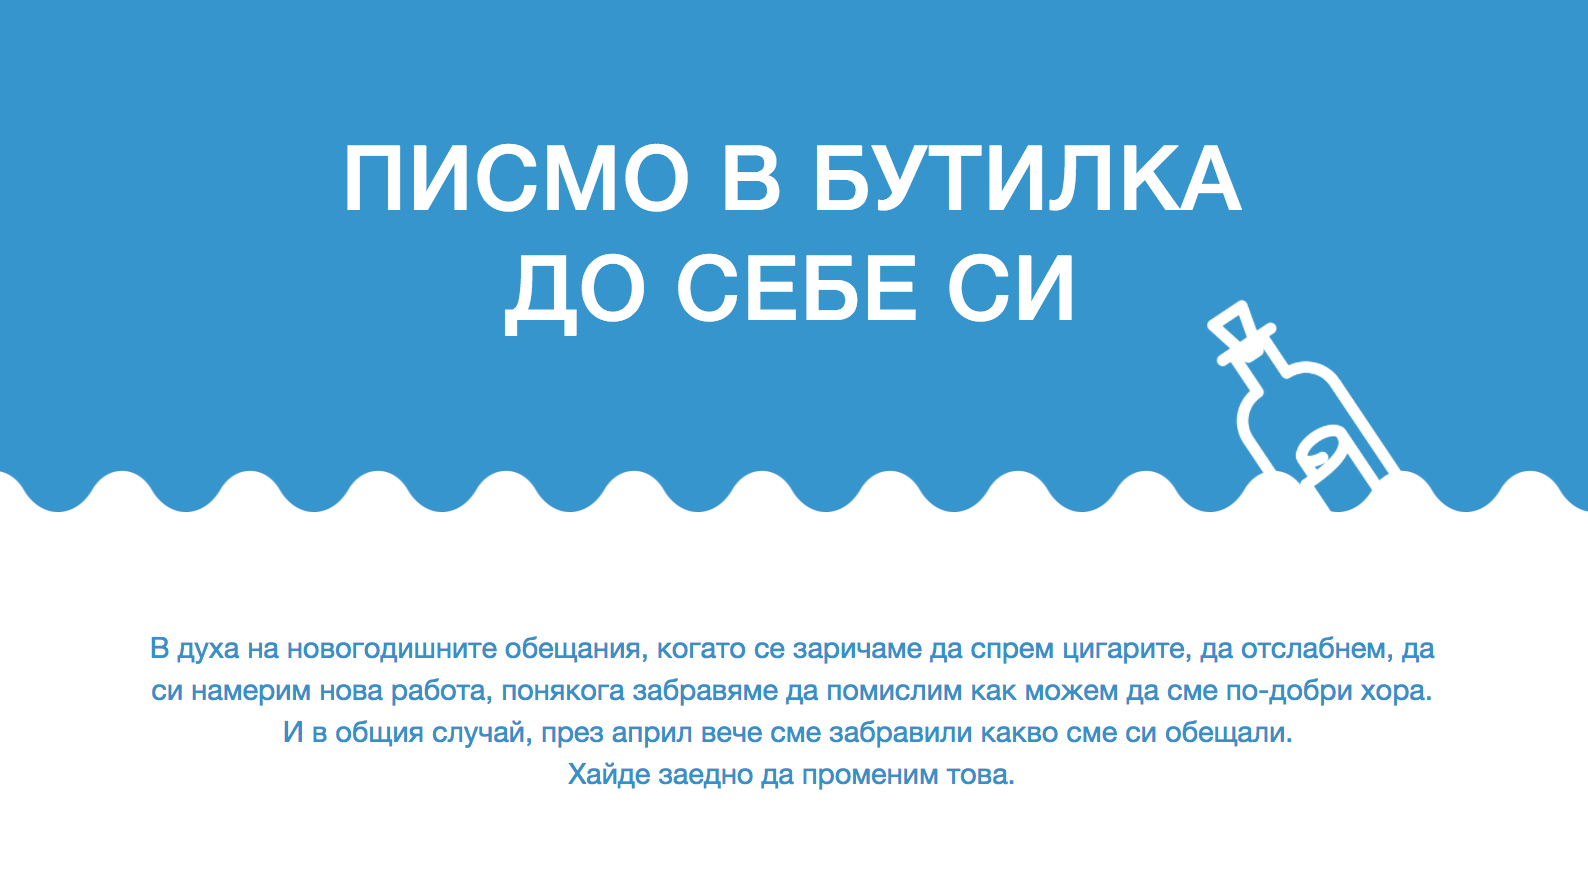 ПИСМО В БУТИЛКА
ДО СЕБЕ СИ
В духа на новогодишните обещания, когато се заричаме да спрем цигарите, да отслабнем, да
си намерим нова работа, понякога забравяме да помислим как можем да сме по-добри хора.
И в общия случай, през април вече сме забравили какво сме си обещали.
Хайде заедно да променим това.